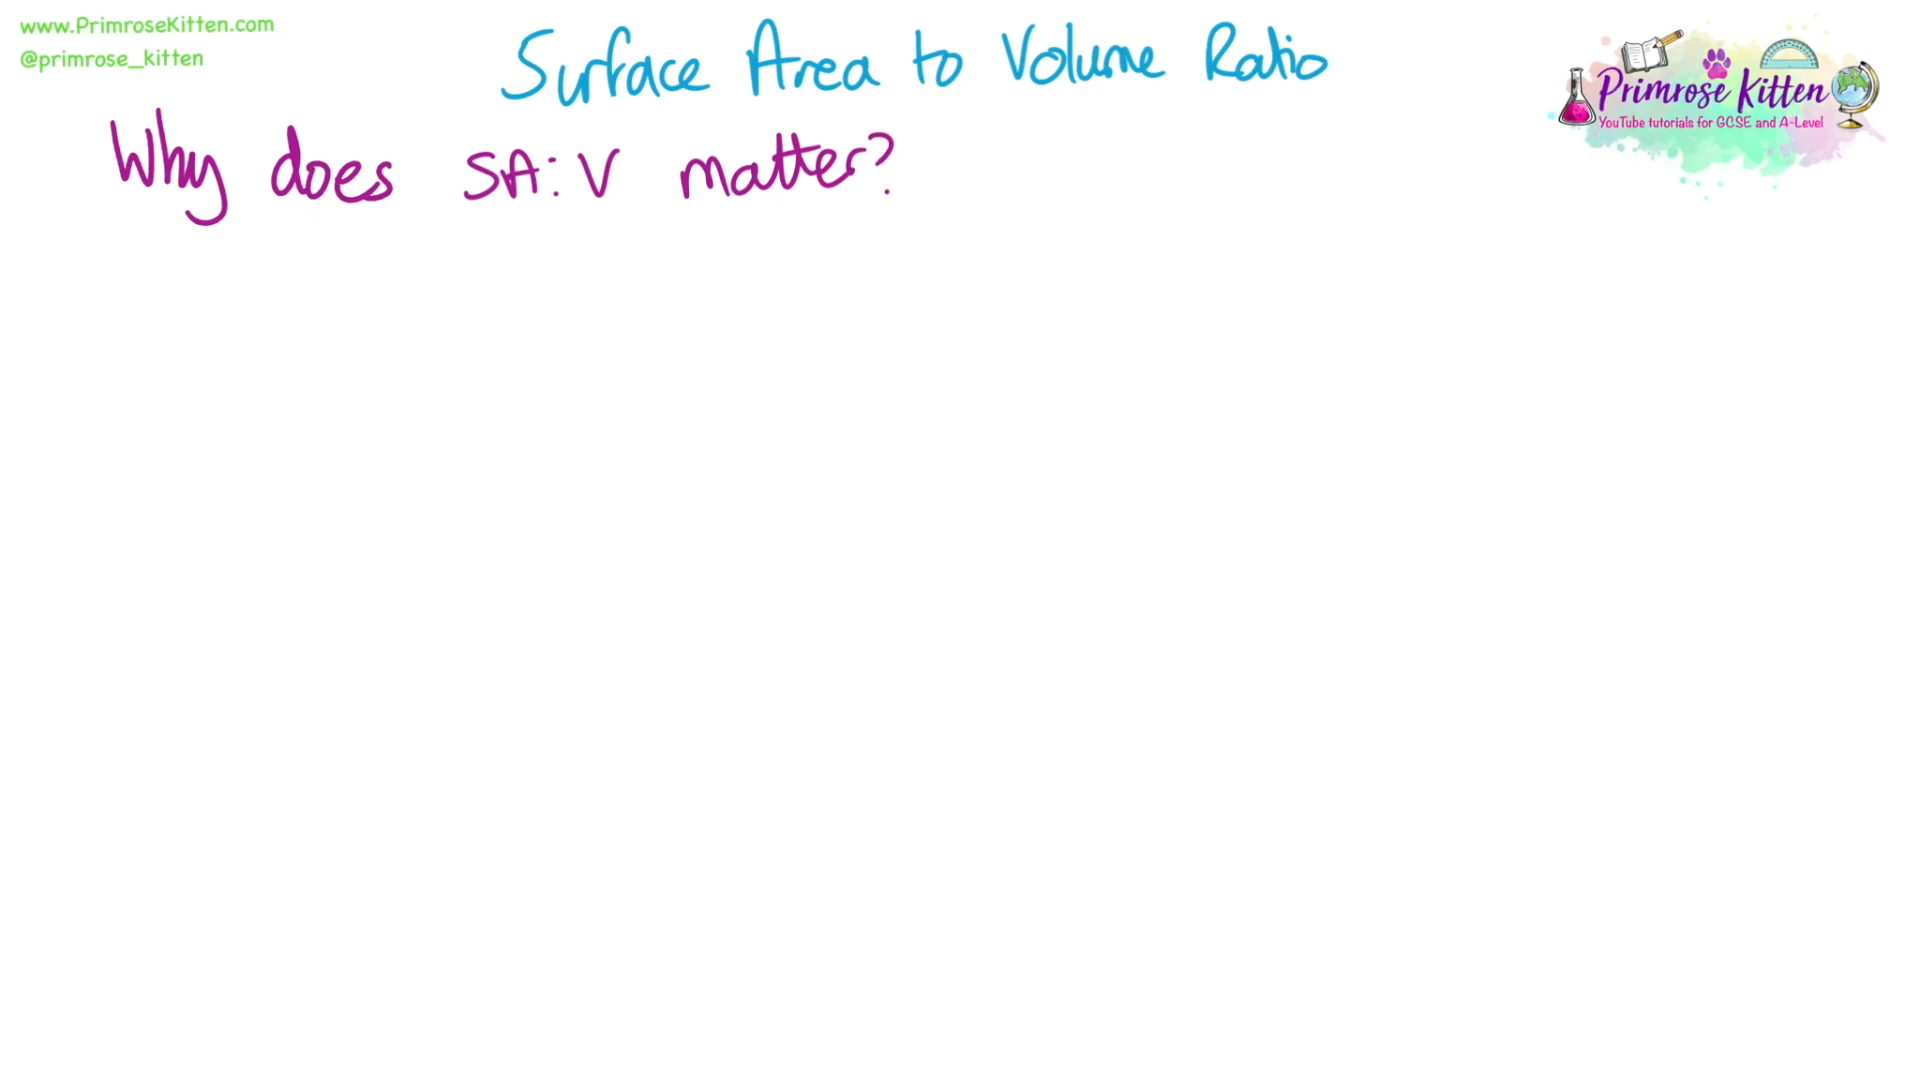 www.PrimroseKitten.com
@primrose_kitten
Surface Area to Volume Ratio
Primrose Kitten
YouTube tutorials for GCSE and A-Level
Why does SA:V matter?